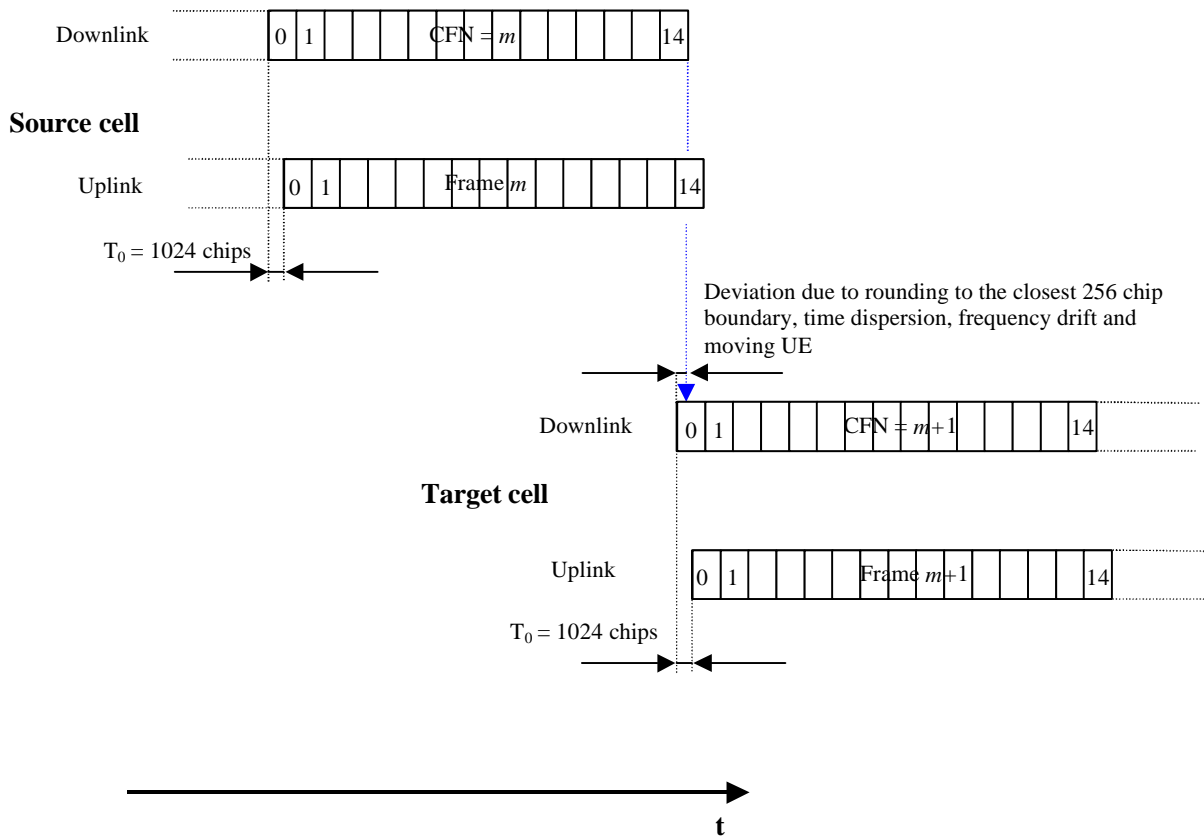 Downlink
0 1 CFN = m 14
Source cell
Uplink
0 1 Frame m 14
T₀ = 1024 chips
Deviation due to rounding to the closest 256 chip
boundary, time dispersion, frequency drift and
moving UE
Downlink
0 1 CFN = m+1 14
Target cell
Uplink
0 1 Frame m+1 14
T₀ = 1024 chips
t